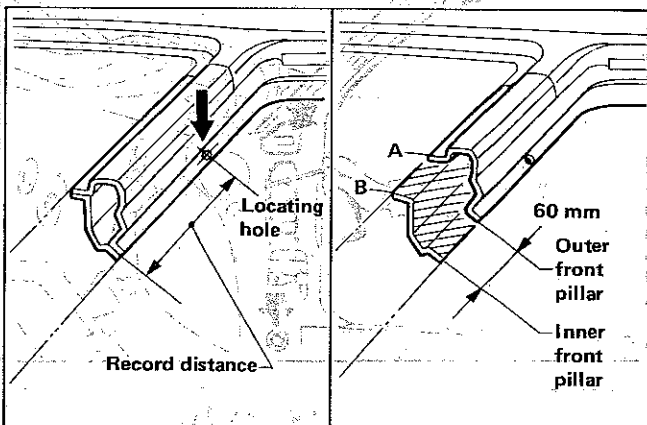 Locating
hole
Record distance
A
B
60 mm
Outer
front
pillar
Inner
front
pillar